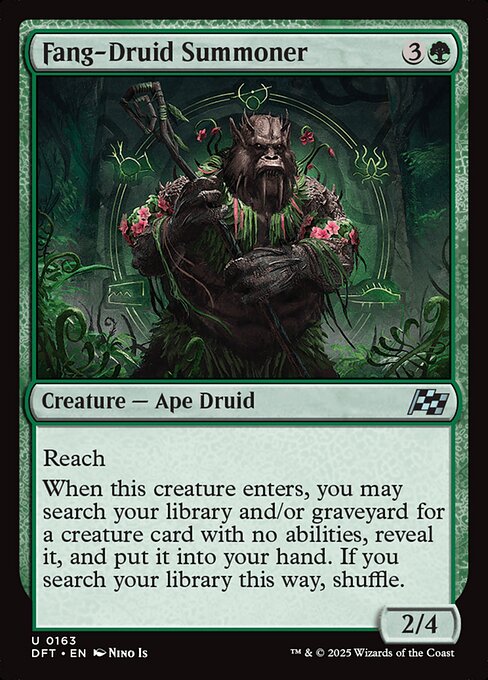 Fang-Druid Summoner 3
Creature — Ape Druid
Reach
When this creature enters, you may
search your library and/or graveyard for
a creature card with no abilities, reveal
it, and put it into your hand. If you
search your library this way, shuffle.
2/4
U 0163
DFT • EN Nino Is
™ & © 2025 Wizards of the Coast